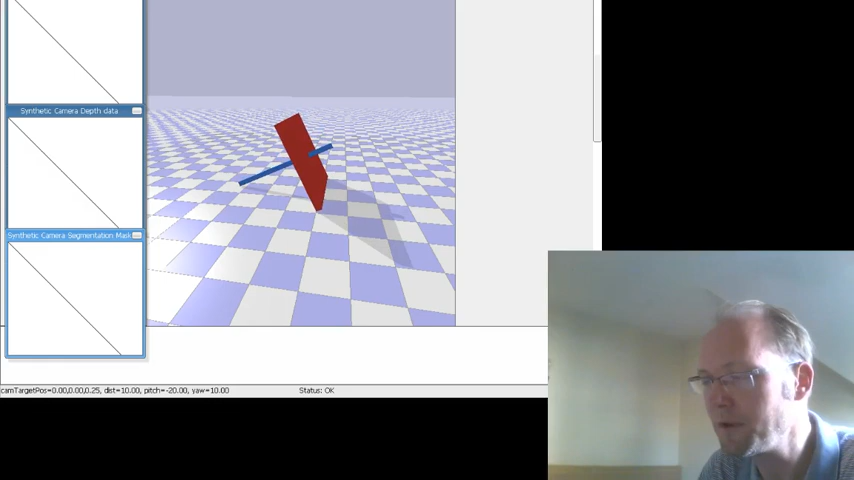 Synthetic Camera Depth data
Synthetic Camera Segmentation Mask
camTargetPos=0.00,0.00,0.25, dist=10.00, pitch=-20.00, yaw=10.00
Status: OK